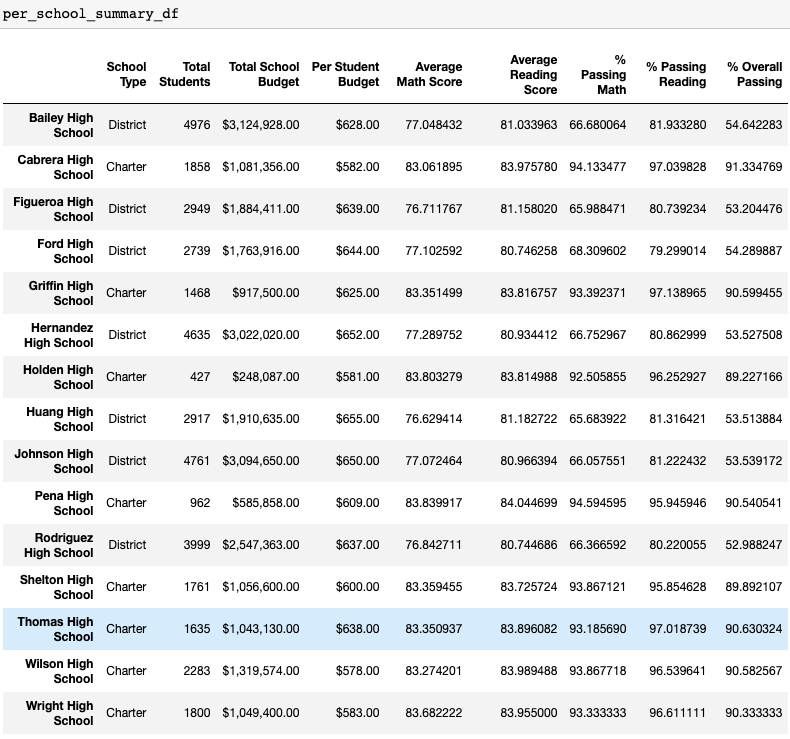 per_school_summary_df
School Type Total Students Total School Budget Per Student Budget Average Math Score Average Reading Score % Passing Math % Passing Reading % Overall Passing
Bailey High School District 4976 $3,124,928.00 $628.00 77.048432 81.033963 66.680064 81.933280 54.642283
Cabrera High School Charter 1858 $1,081,356.00 $582.00 83.061895 83.975780 94.133477 97.039828 91.334769
Figueroa High School District 2949 $1,884,411.00 $639.00 76.711767 81.158020 65.988471 80.739234 53.204476
Ford High School District 2739 $1,763,916.00 $644.00 77.102592 80.746258 68.309602 79.299014 54.289887
Griffin High School Charter 1468 $917,500.00 $625.00 83.351499 83.816757 93.392371 97.138965 90.599455
Hernandez High School District 4635 $3,022,020.00 $652.00 77.289752 80.934412 66.752967 80.862999 53.527508
Holden High School Charter 427 $248,087.00 $581.00 83.803279 83.814988 92.505855 96.252927 89.227166
Huang High School District 2917 $1,910,635.00 $655.00 76.629414 81.182722 65.683922 81.316421 53.513884
Johnson High School District 4761 $3,094,650.00 $650.00 77.072464 80.966394 66.057551 81.222432 53.539172
Pena High School Charter 962 $585,858.00 $609.00 83.839917 84.044699 94.594595 95.945946 90.540541
Rodriguez High School District 3999 $2,547,363.00 $637.00 76.842711 80.744686 66.366592 80.220055 52.988247
Shelton High School Charter 1761 $1,056,600.00 $600.00 83.359455 83.725724 93.867121 95.854628 89.892107
Thomas High School Charter 1635 $1,043,130.00 $638.00 83.350937 83.896082 93.185690 97.018739 90.630324
Wilson High School Charter 2283 $1,319,574.00 $578.00 83.274201 83.989488 93.867718 96.539641 90.582567
Wright High School Charter 1800 $1,049,400.00 $583.00 83.682222 83.955000 93.333333 96.611111 90.333333